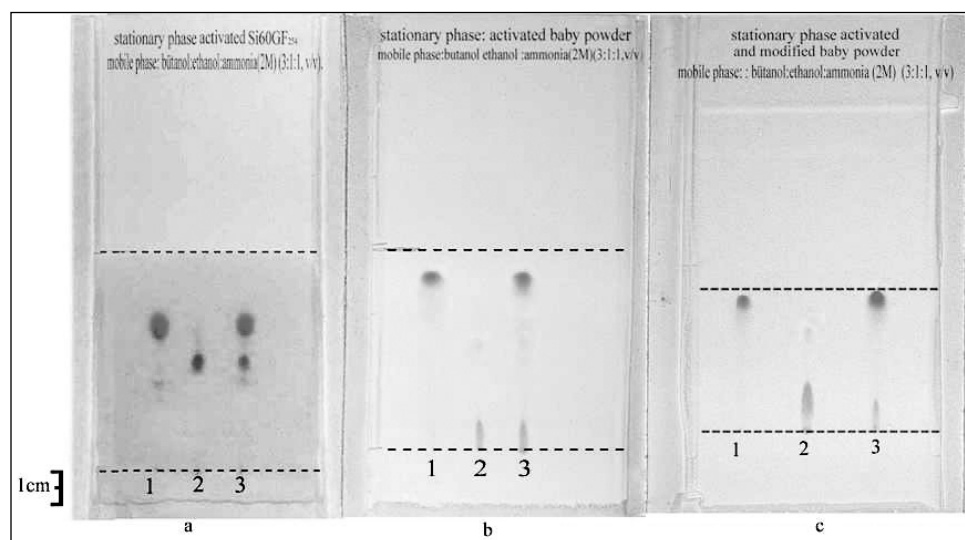 stationary phase activated Si60GF254
mobile phase: bütanol:ethanol:ammonia(2M) (3:1:1, v/v).
stationary phase: activated baby powder
mobile phase:butanol ethanol :ammonia(2M)(3:1:1,v/v)
stationary phase activated
and modified baby powder
mobile phase: : bütanol:ethanol:ammonia (2M) (3:1:1, v/v)
1 2 3
1 2 3
1 2 3
1cm
a
b
c